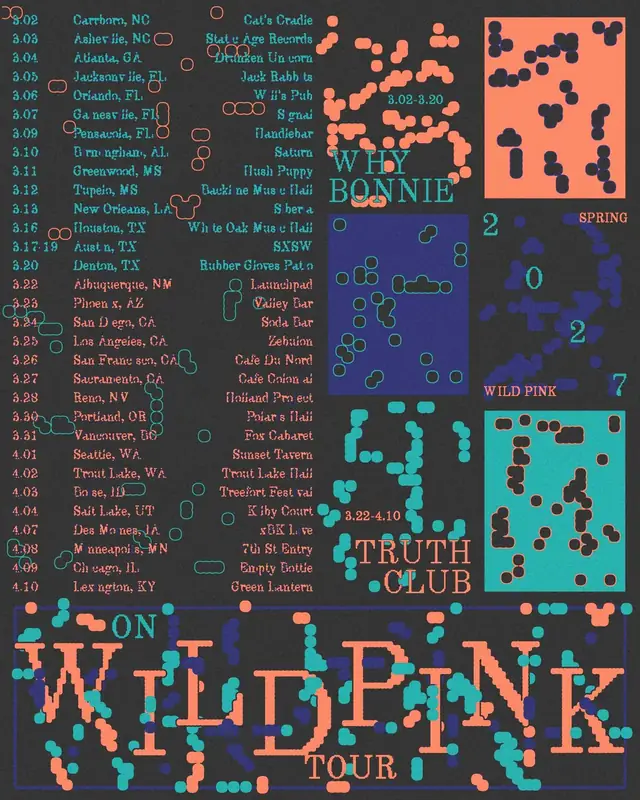 3.02 Carrboro, NC Cat's Cradle
3.03 Asheville, NC State Age Records
3.04 Atlanta, GA Drunken Unicorn
3.05 Jacksonville, FL Jack Rabbits
3.06 Orlando, FL Will's Pub
3.07 Gainesville, FL Signal
3.09 Pensacola, FL Handlebar
3.10 Birmingham, AL Saturn
3.11 Greenwood, MS Hush Puppy
3.12 Tupelo, MS Backline Music Hall
3.13 New Orleans, LA Siberia
3.16 Houston, TX White Oak Music Hall
3.17-19 Austin, TX SXSW
3.20 Denton, TX Rubber Gloves Patio
3.22 Albuquerque, NM Launchpad
3.23 Phoenix, AZ Valley Bar
3.24 San Diego, CA Soda Bar
3.25 Los Angeles, CA Zebulon
3.26 San Francisco, CA Cafe Du Nord
3.27 Sacramento, CA Cafe Colonial
3.28 Reno, NV Holland Project
3.30 Portland, OR Polaris Hall
3.31 Vancouver, BC Fox Cabaret
4.01 Seattle, WA Sunset Tavern
4.02 Trout Lake, WA Trout Lake Hall
4.03 Boise, ID Treefort Festival
4.04 Salt Lake, UT Kilby Court
4.07 Des Moines, IA xBK Live
4.08 Minneapolis, MN 7th St Entry
4.09 Chicago, IL Empty Bottle
4.10 Lexington, KY Green Lantern
3.02-3.20
WHY
BONNIE
SPRING
2
0
2
7
WILD PINK
3.22-4.10
TRUTH
CLUB
ON
WILD PINK
TOUR